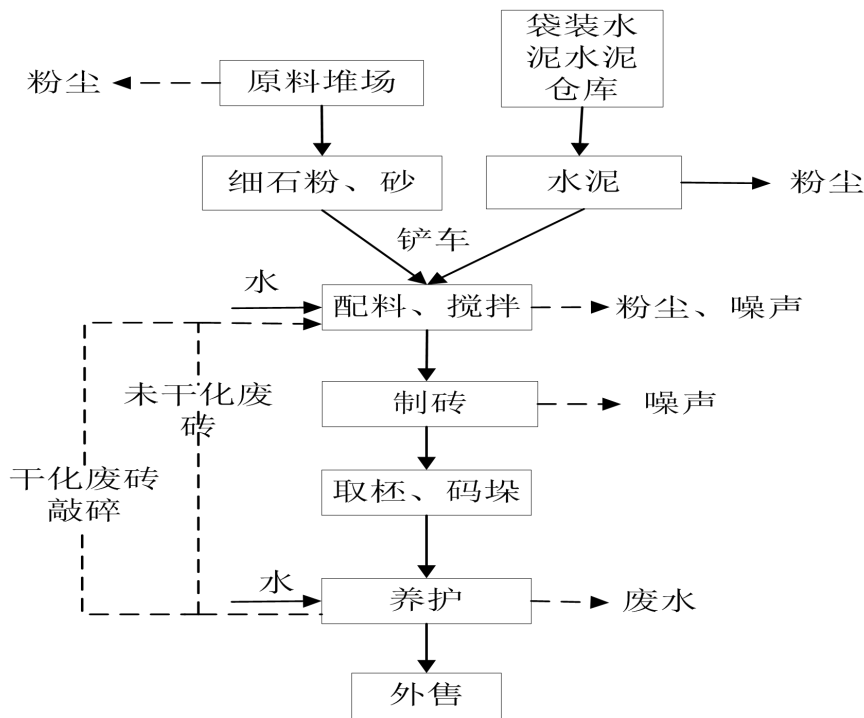 袋装水
泥水泥
仓库
粉尘
原料堆场
细石粉、砂
水泥
粉尘
铲车
水
配料、搅拌
粉尘、噪声
未干化废
砖
制砖
噪声
干化废砖
敲碎
取柸、码垛
水
养护
废水
外售